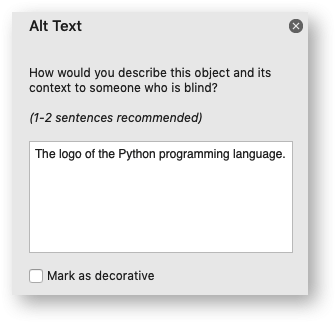 Alt Text
How would you describe this object and its
context to someone who is blind?
(1-2 sentences recommended)
The logo of the Python programming language.
Mark as decorative